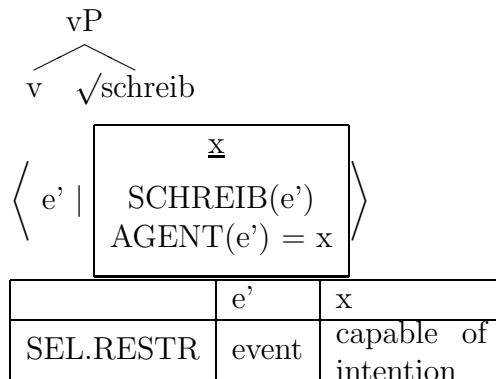 vP
v √schreib
x
⟨ e' | SCHREIB(e') ⟩
AGENT(e') = x
e' x
SEL.RESTR event capable of
intention